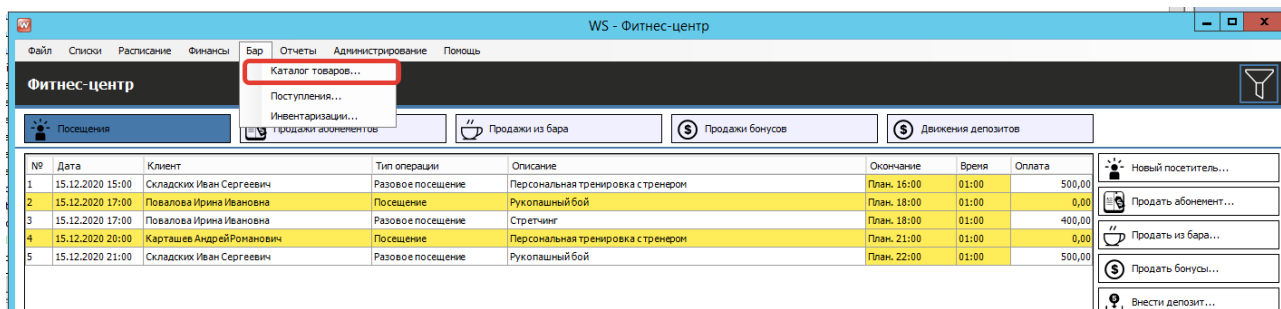 WS - Фитнес-центр
Файл Списки Расписание Финансы Бар Отчеты Администрирование Помощь
Каталог товаров...
Фитнес-центр
Поступления...
Инвентаризации...
Посещения Продажи абонементов Продажи из бара Продажи бонусов Движения депозитов
№ Дата Клиент Тип операции Описание Окончание Время Оплата
1 15.12.2020 15:00 Складских Иван Сергеевич Разовое посещение Персональная тренировка с тренером План. 16:00 01:00 500,00
2 15.12.2020 17:00 Повалова Ирина Ивановна Посещение Рукопашный бой План. 18:00 01:00 0,00
3 15.12.2020 17:00 Повалова Ирина Ивановна Разовое посещение Стретчинг План. 18:00 01:00 400,00
4 15.12.2020 20:00 Карташев Андрей Романович Посещение Персональная тренировка с тренером План. 21:00 01:00 0,00
5 15.12.2020 21:00 Складских Иван Сергеевич Разовое посещение Рукопашный бой План. 22:00 01:00 500,00
Новый посетитель...
Продать абонемент...
Продать из бара...
Продать бонусы...
Внести депозит...